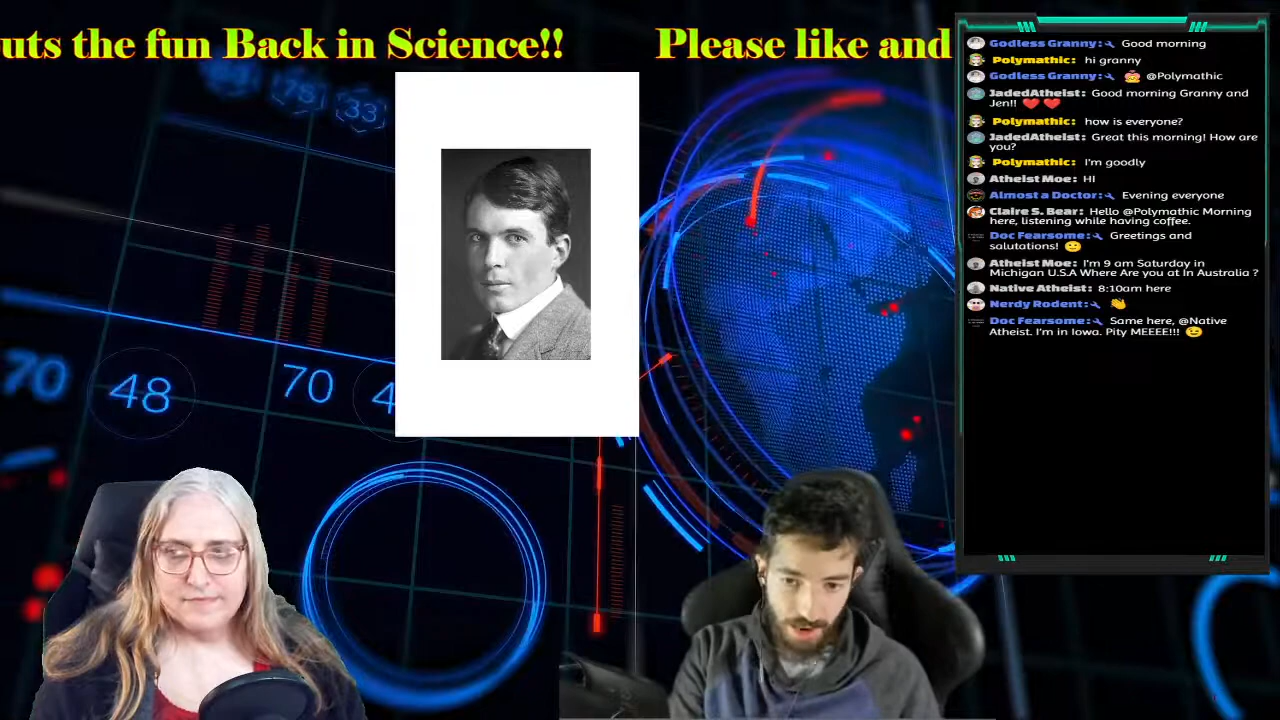 uts the fun Back in Science!! Please like and
75 33
70 48 70 4
Godless Granny: Good morning
Polymathic: hi granny
Godless Granny: @Polymathic
JadedAtheist: Good morning Granny and
Jen!! ❤️ ❤️
Polymathic: how is everyone?
JadedAtheist: Great this morning! How are
you?
Polymathic: I'm goodly
Atheist Moe: HI
Almost a Doctor: Evening everyone
Claire S. Bear: Hello @Polymathic Morning
here, listening while having coffee.
Doc Fearsome: Greetings and
salutations! 🙂
Atheist Moe: I'm 9 am Saturday in
Michigan U.S.A Where Are you at In Australia ?
Native Atheist: 8:10am here
Nerdy Rodent: 👋
Doc Fearsome: Same here, @Native
Atheist. I'm in Iowa. Pity MEEEE!!! 😉